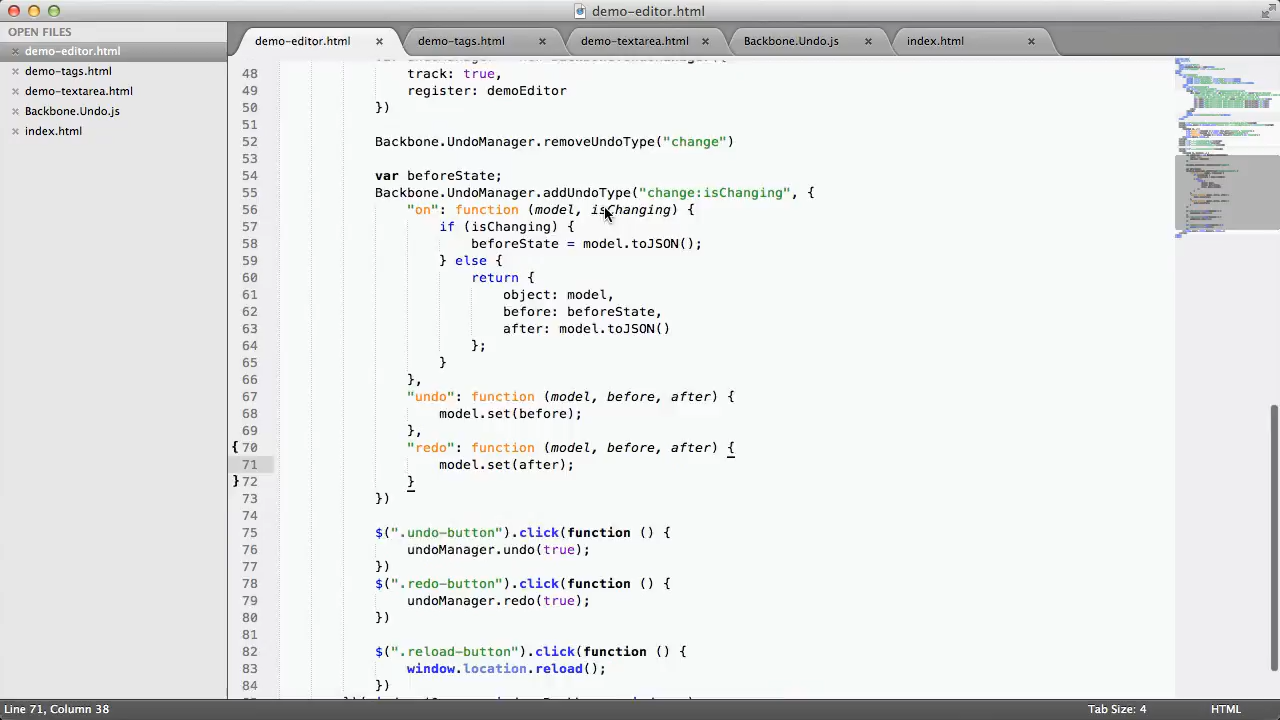 demo-editor.html
OPEN FILES
demo-editor.html
demo-tags.html
demo-textarea.html
Backbone.Undo.js
index.html
demo-editor.html
demo-tags.html
demo-textarea.html
Backbone.Undo.js
index.html
48 track: true,
49 register: demoEditor
50 })
51
52 Backbone.UndoManager.removeUndoType("change")
53
54 var beforeState;
55 Backbone.UndoManager.addUndoType("change:isChanging", {
56 "on": function (model, isChanging) {
57 if (isChanging) {
58 beforeState = model.toJSON();
59 } else {
60 return {
61 object: model,
62 before: beforeState,
63 after: model.toJSON()
64 };
65 }
66 },
67 "undo": function (model, before, after) {
68 model.set(before);
69 },
{ 70 "redo": function (model, before, after) {
71 model.set(after);
} 72 }
73 })
74
75 $(".undo-button").click(function () {
76 undoManager.undo(true);
77 })
78 $(".redo-button").click(function () {
79 undoManager.redo(true);
80 })
81
82 $(".reload-button").click(function () {
83 window.location.reload();
84 })
Line 71, Column 38
Tab Size: 4
HTML